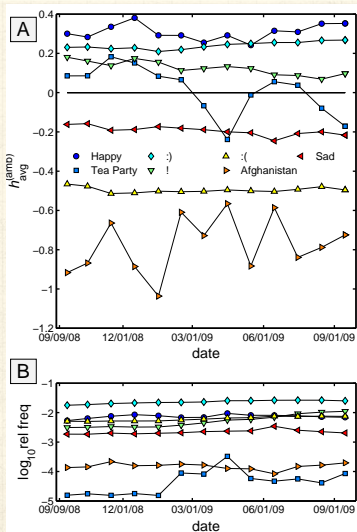 A
0.4
0.2
0
−0.2
−0.4
−0.6
−0.8
−1
−1.2
h(amb)avg
Happy :) :( Sad
Tea Party ! Afghanistan
09/09/08 12/01/08 03/01/09 06/01/09 09/01/09
date
B
−1
−2
−3
−4
−5
log10rel freq
09/09/08 12/01/08 03/01/09 06/01/09 09/01/09
date